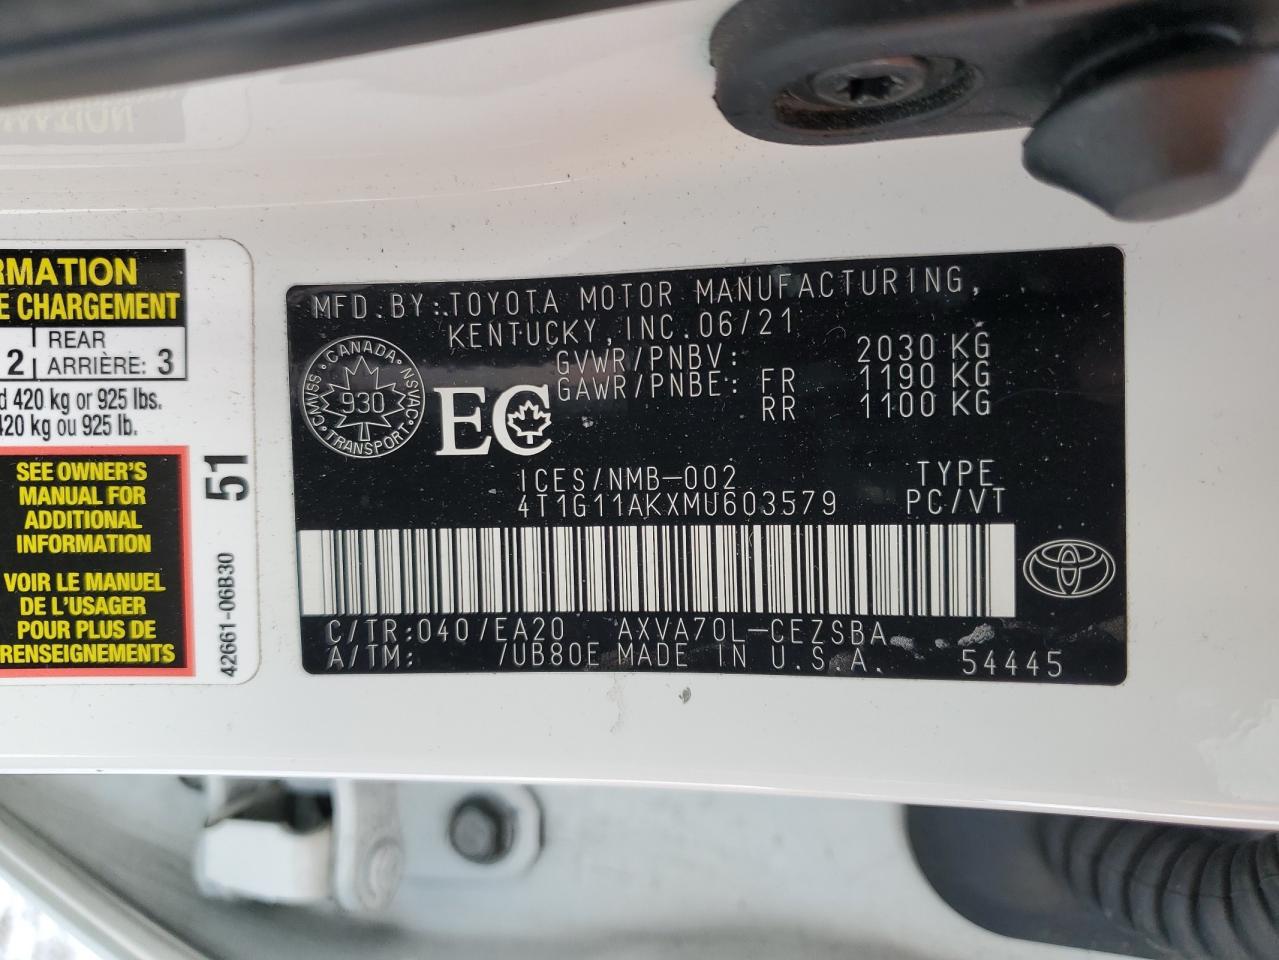 RMATION
E CHARGEMENT
2 REAR
ARRIÈRE: 3
d 420 kg or 925 lbs.
420 kg ou 925 lb.
SEE OWNER'S
MANUAL FOR
ADDITIONAL
INFORMATION
VOIR LE MANUEL
DE L'USAGER
POUR PLUS DE
RENSEIGNEMENTS
51
42661-06B30
MFD.BY:TOYOTA MOTOR MANUFACTURING,
KENTUCKY,INC.06/21
GVWR/PNBV: 2030 KG
GAWR/PNBE: FR 1190 KG
RR 1100 KG
CANADA
CMVSS 930 NSVAC
TRANSPORT
EC
ICES/NMB-002 TYPE
4T1G11AKXMU603579 PC/VT
C/TR:040/EA20 AXVA70L-CEZSBA
A/TM: /UB80E MADE IN U.S.A. 54445